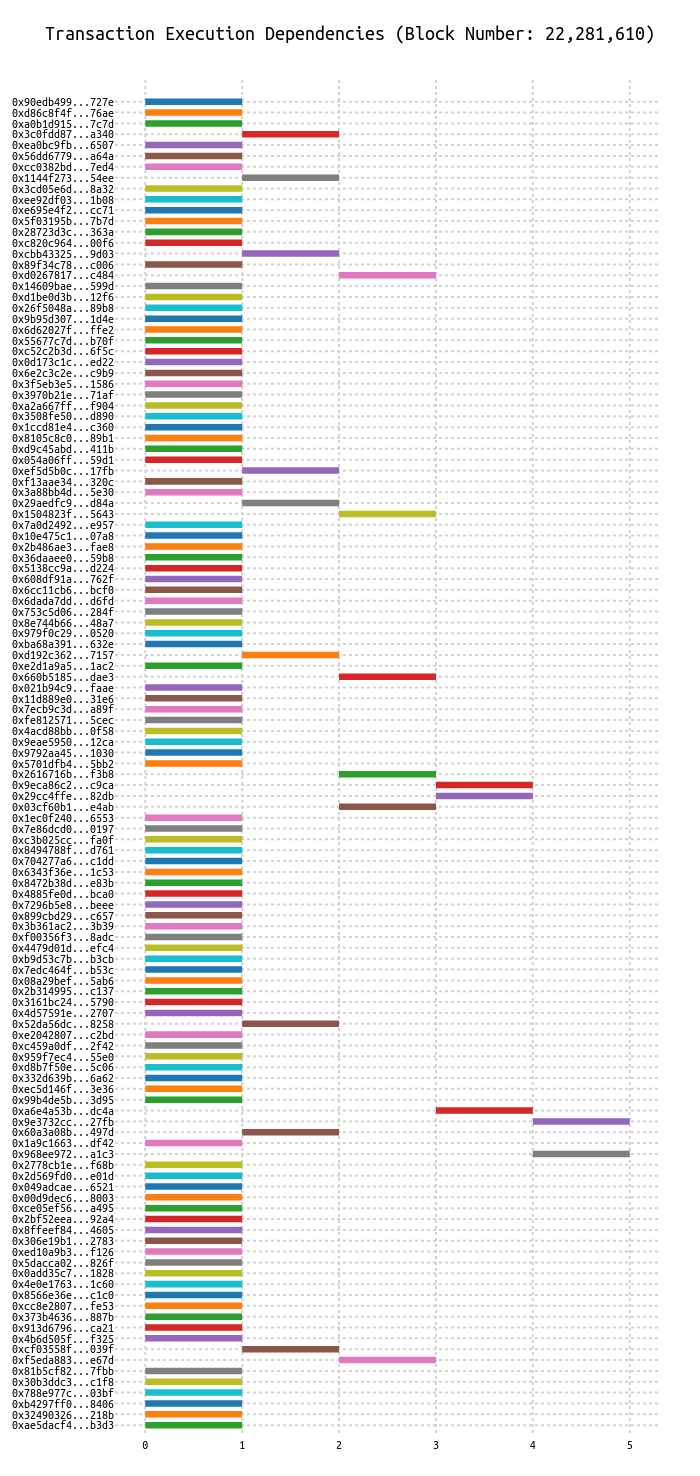 Transaction Execution Dependencies (Block Number: 22,281,610)
0x90edb499...727e
0xd86c8f4f...76ae
0xa0b1d915...7c7d
0x3c0fdd87...a340
0xea0bc9fb...6507
0x56dd6779...a64a
0xcc0382bd...7ed4
0x1144f273...54ee
0x3cd05e6d...8a32
0xee92df03...1b08
0xe695e4f2...cc71
0x5f03195b...7b7d
0x28723d3c...363a
0xc820c964...00f6
0xcbb43325...9d03
0x89f34c78...c006
0xd0267817...c484
0x14609bae...599d
0xd1be0d3b...12f6
0x26f5048a...89b8
0x9b95d307...1d4e
0x6d62027f...ffe2
0x55677c7d...b70f
0xc52c2b3d...6f5c
0x0d173c1c...ed22
0x6e2c3c2e...c9b9
0x3f5eb3e5...1586
0x3970b21e...71af
0xa2a667ff...f904
0x3508fe50...d890
0x1ccd81e4...c360
0x8105c8c0...89b1
0xd9c45abd...411b
0x054a06ff...59d1
0xef5d5b0c...17fb
0xf13aae34...320c
0x3a88bb4d...5e30
0x29aedfc9...d84a
0x1504823f...5643
0x7a0d2492...e957
0x10e475c1...07a8
0x2b486ae3...fae8
0x36daaee0...59b8
0x5138cc9a...d224
0x608df91a...762f
0x6cc11cb6...bcf0
0x6dada7dd...d6fd
0x753c5d06...284f
0x8e744b66...48a7
0x979f0c29...0520
0xba68a391...632e
0xd192c362...7157
0xe2d1a9a5...1ac2
0x660b5185...dae3
0x021b94c9...faae
0x11d889e0...31e6
0x7ecb9c3d...a89f
0xfe812571...5cec
0x4acd88bb...0f58
0x9eae5950...12ca
0x9792aa45...1030
0x5701dfb4...5bb2
0x2616716b...f3b8
0x9eca86c2...c9ca
0x29cc4ffe...82db
0x03cf60b1...e4ab
0x1ec0f240...6553
0x7e86dcd0...0197
0xc3b025cc...fa0f
0x8494788f...d761
0x704277a6...c1dd
0x6343f36e...1c53
0x8472b38d...e83b
0x4885fe0d...bca0
0x7296b5e8...beee
0x899cbd29...c657
0x3b361ac2...3b39
0xf00356f3...8adc
0x4479d01d...efc4
0xb9d53c7b...b3cb
0x7edc464f...b53c
0x08a29bef...5ab6
0x2b314995...c137
0x3161bc24...5790
0x4d57591e...2707
0x52da56dc...8258
0xe2042807...c2bd
0xc459a0df...2f42
0x959f7ec4...55e0
0xd8b7f50e...5c06
0x332d639b...6a62
0xec5d146f...3e36
0x99b4de5b...3d95
0xa6e4a53b...dc4a
0x9e3732cc...27fb
0x60a3a08b...497d
0x1a9c1663...df42
0x968ee972...a1c3
0x2778cb1e...f68b
0x2d569fd0...e01d
0x049adcae...6521
0x00d9dec6...8003
0xce05ef56...a495
0x2bf52eea...92a4
0x8ffeef84...4605
0x306e19b1...2783
0xed10a9b3...f126
0x5dacca02...826f
0x0add35c7...1828
0x4e0e1763...1c60
0x8566e36e...c1c0
0xcc8e2807...fe53
0x373b4636...887b
0x913d6796...ca21
0x4b6d505f...f325
0xcf03558f...039f
0xf5eda883...e67d
0x81b5cf82...7fbb
0x30b3ddc3...c1f8
0x788e977c...03bf
0xb4297ff0...8406
0x32490326...218b
0xae5dacf4...b3d3
0 1 2 3 4 5